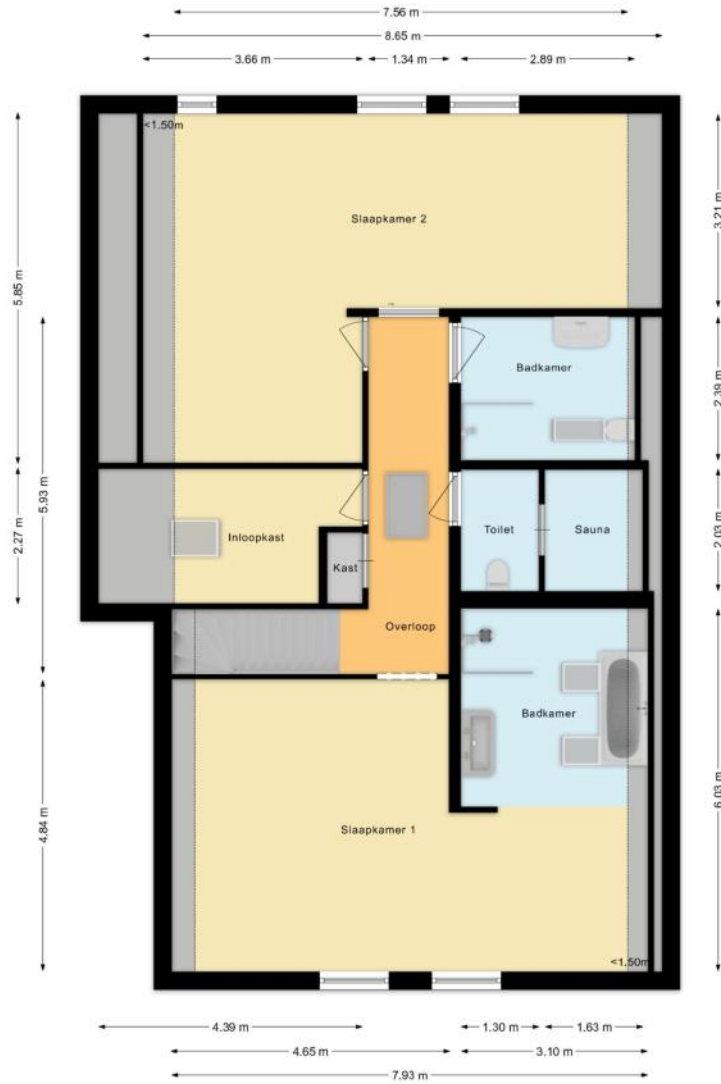 7.56 m
8.65 m
3.66 m
1.34 m
2.89 m
<1.50m
Slaapkamer 2
3.21 m
5.85 m
Badkamer
2.39 m
5.93 m
2.27 m
Inloopkast
Kast
Toilet
Sauna
2.03 m
Overloop
Badkamer
4.84 m
Slaapkamer 1
6.03 m
<1.50m
4.39 m
1.30 m
1.63 m
4.65 m
3.10 m
7.93 m